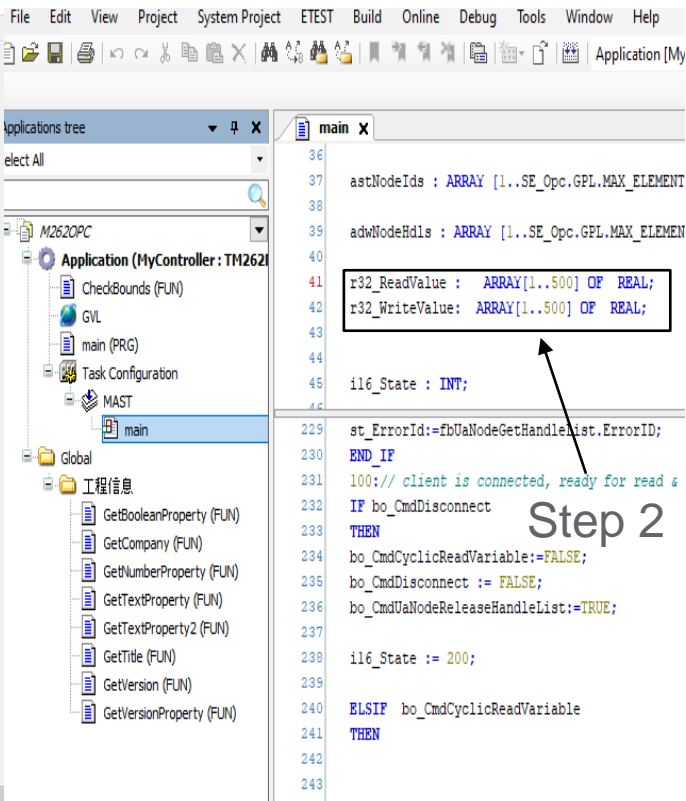 File Edit View Project System Project ETEST Build Online Debug Tools Window Help
Application [My
Applications tree
elect All
M262OPC
Application (MyController : TM262
CheckBounds (FUN)
GVL
main (PRG)
Task Configuration
MAST
main
Global
工程信息
GetBooleanProperty (FUN)
GetCompany (FUN)
GetNumberProperty (FUN)
GetTextProperty (FUN)
GetTextProperty2 (FUN)
GetTitle (FUN)
GetVersion (FUN)
GetVersionProperty (FUN)
main X
36
37 astNodeIds : ARRAY [1..SE_Opc.GPL.MAX_ELEMENT
38
39 adwNodeHdls : ARRAY [1..SE_Opc.GPL.MAX_ELEMEN
40
41 r32_ReadValue : ARRAY[1..500] OF REAL;
42 r32_WriteValue: ARRAY[1..500] OF REAL;
43
44
45 i16_State : INT;
46
229 st_ErrorId:=fbUaNodeGetHandleList.ErrorID;
230 END_IF
231 100:// client is connected, ready for read &
232 IF bo_CmdDisconnect
233 THEN
234 bo_CmdCyclicReadVariable:=FALSE;
235 bo_CmdDisconnect := FALSE;
236 bo_CmdUaNodeReleaseHandleList:=TRUE;
237
238 i16_State := 200;
239
240 ELSIF bo_CmdCyclicReadVariable
241 THEN
242
243
Step 2